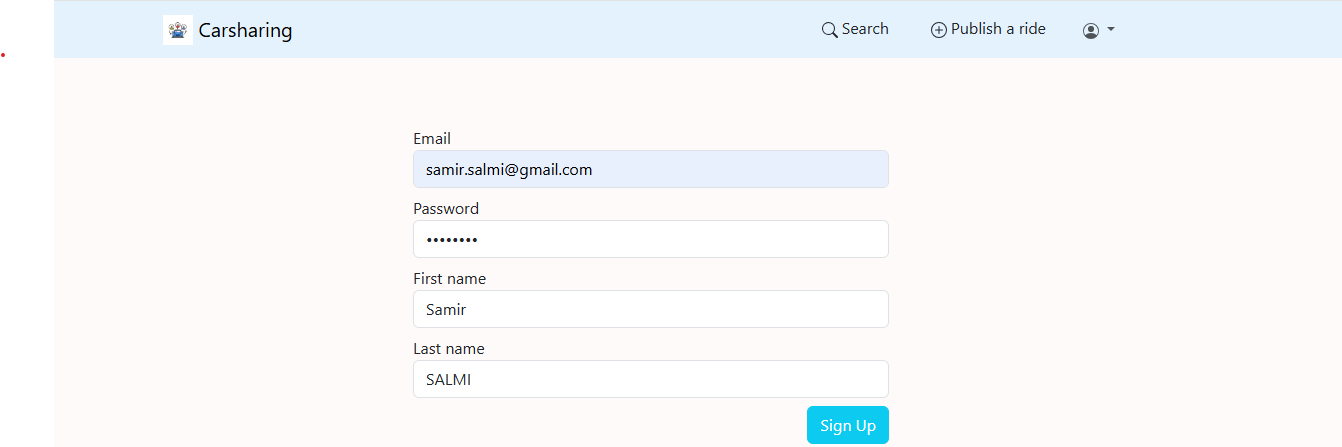 Carsharing Search Publish a ride
Email
samir.salmi@gmail.com
Password
••••••••
First name
Samir
Last name
SALMI
Sign Up